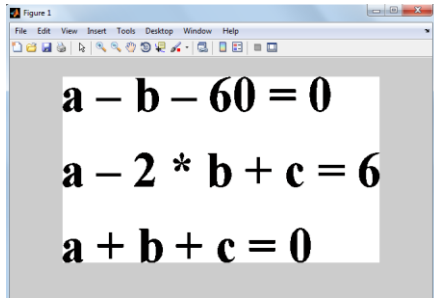 Figure 1
File Edit View Insert Tools Desktop Window Help
a – b – 60 = 0
a – 2 * b + c = 6
a + b + c = 0